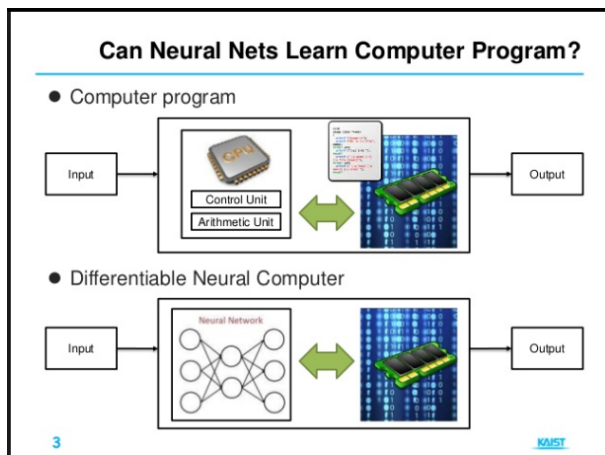 Can Neural Nets Learn Computer Program?
● Computer program
Input
CPU
Control Unit
Arithmetic Unit
Output
● Differentiable Neural Computer
Input
Neural Network
Output
3
KAIST